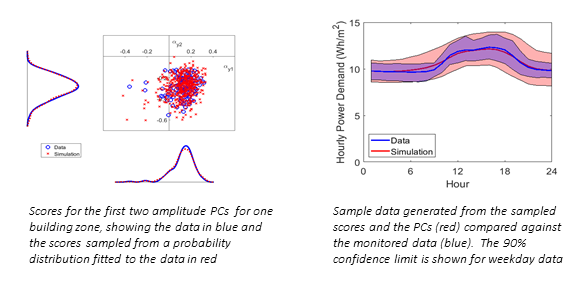 αy2
-0.4 -0.2 0.2 0.4
αy1
-0.6
Data
Simulation
Scores for the first two amplitude PCs for one
building zone, showing the data in blue and
the scores sampled from a probability
distribution fitted to the data in red
Hourly Power Demand (Wh/m²)
15
10
5
0
Data
Simulation
0 6 12 18 24
Hour
Sample data generated from the sampled
scores and the PCs (red) compared against
the monitored data (blue). The 90%
confidence limit is shown for weekday data